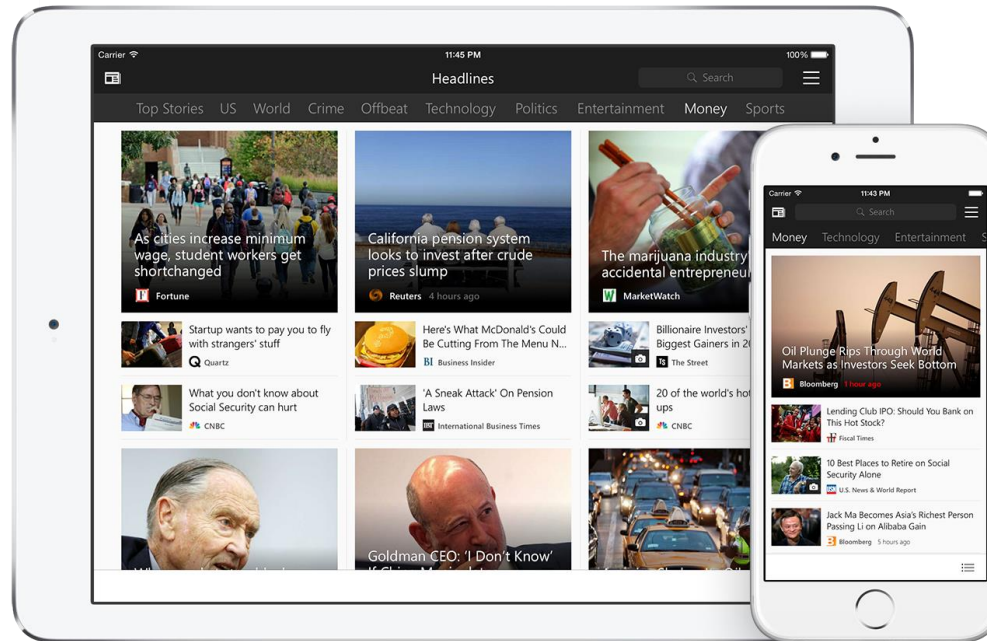 Carrier
11:45 PM
100%
Headlines
Search
Top Stories US World Crime Offbeat Technology Politics Entertainment Money Sports
As cities increase minimum
wage, student workers get
shortchanged
Fortune
California pension system
looks to invest after crude
prices slump
Reuters 4 hours ago
The marijuana industry
accidental entrepreneu
MarketWatch
Startup wants to pay you to fly
with strangers' stuff
Q Quartz
Here's What McDonald's Could
Be Cutting From The Menu N...
BI Business Insider
Billionaire Investors'
Biggest Gainers in 20
TS The Street
What you don't know about
Social Security can hurt
CNBC
'A Sneak Attack' On Pension
Laws
IBT International Business Times
20 of the world's hot
ups
CNBC
Goldman CEO: 'I Don't Know'
Carrier
11:43 PM
Search
Money Technology Entertainment S
Oil Plunge Rips Through World
Markets as Investors Seek Bottom
B Bloomberg 1 hour ago
Lending Club IPO: Should You Bank on
This Hot Stock?
Fiscal Times
10 Best Places to Retire on Social
Security Alone
U.S. News & World Report
Jack Ma Becomes Asia's Richest Person
Passing Li on Alibaba Gain
B Bloomberg 5 hours ago